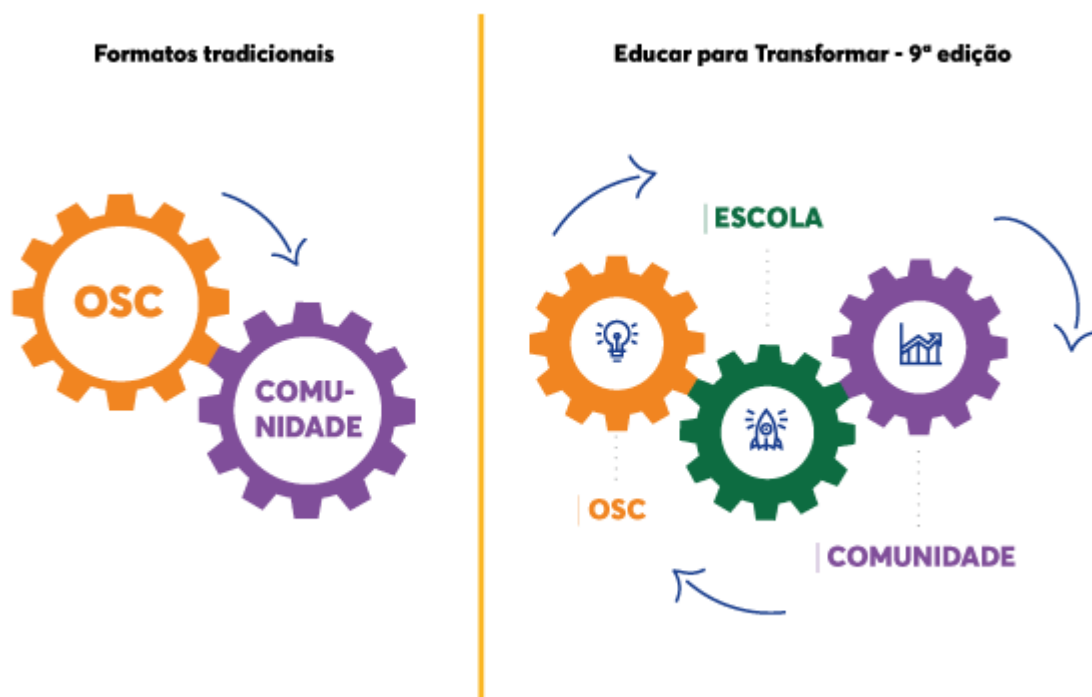 Formatos tradicionais
OSC
COMU-
NIDADE
Educar para Transformar - 9ª edição
ESCOLA
OSC
COMUNIDADE